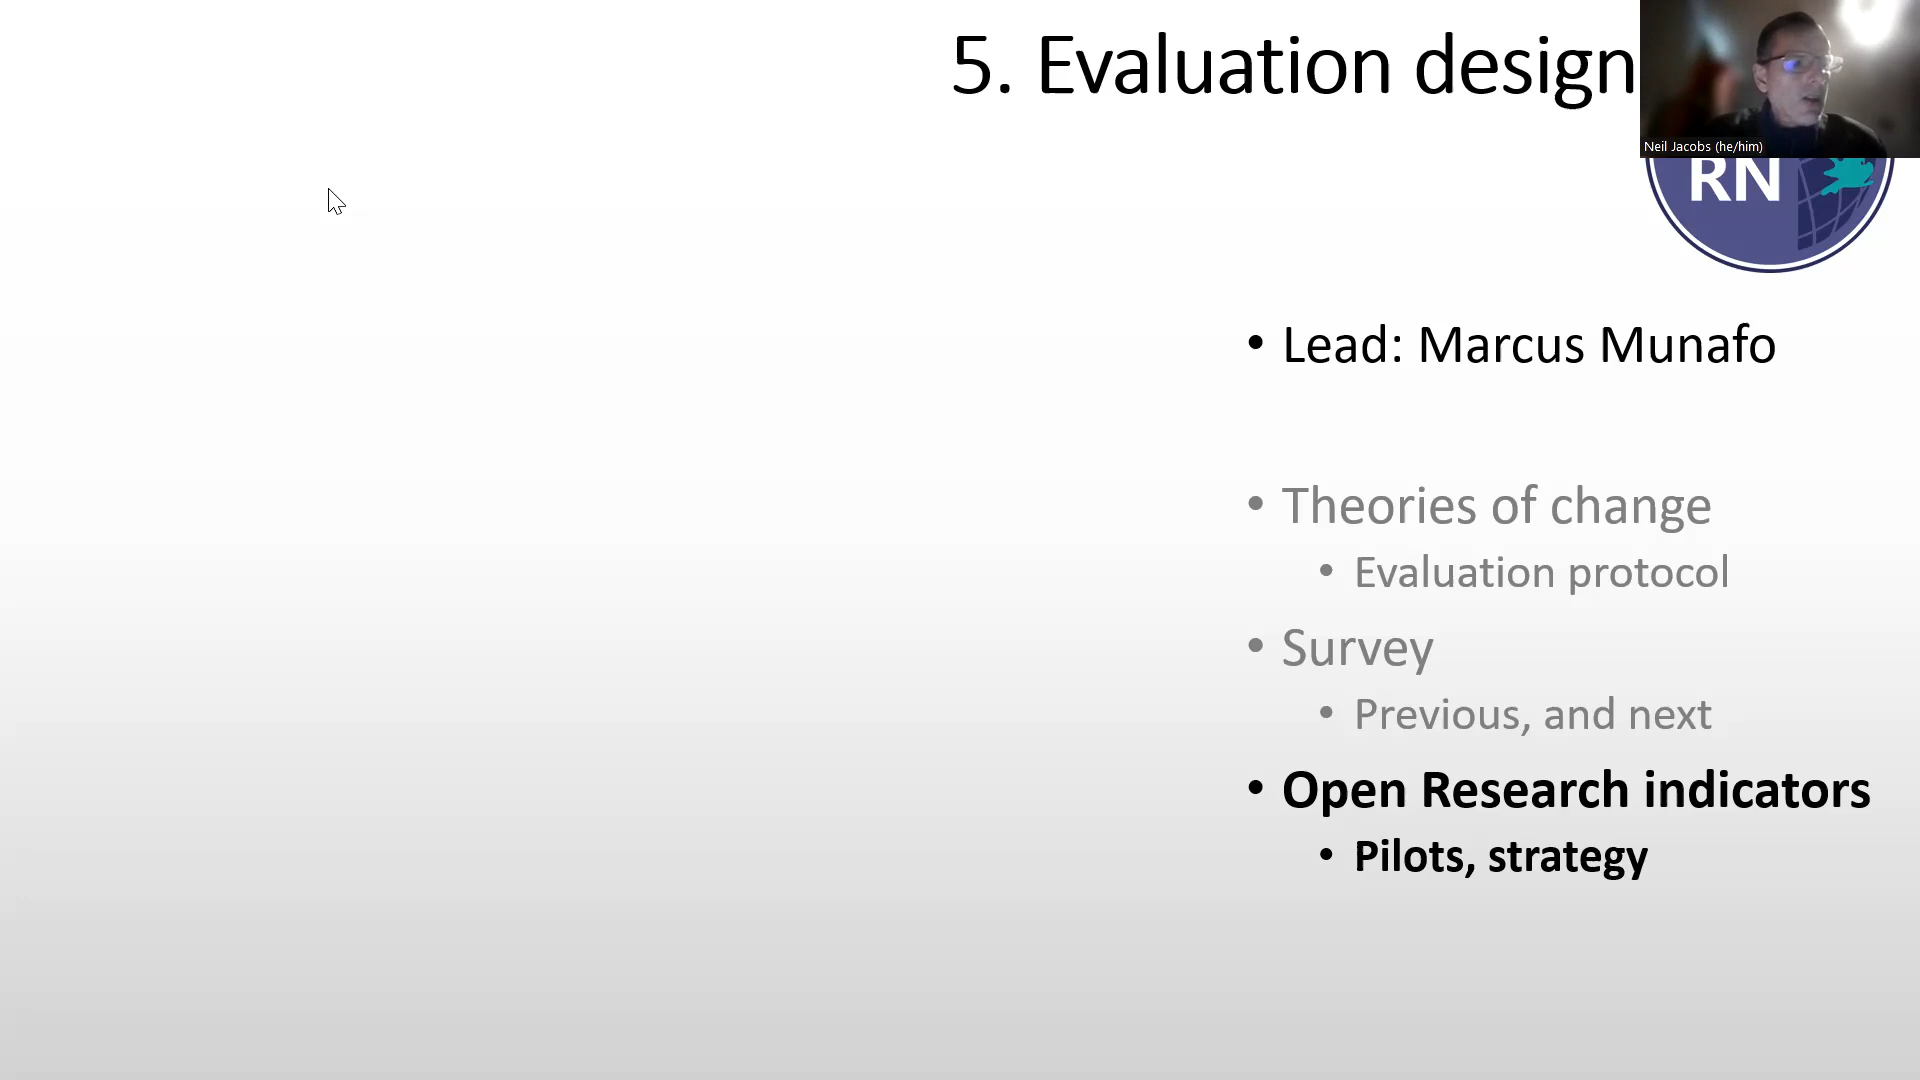 5. Evaluation design
Neil Jacobs (he/him)
RN
• Lead: Marcus Munafo
• Theories of change
• Evaluation protocol
• Survey
• Previous, and next
• Open Research indicators
• Pilots, strategy